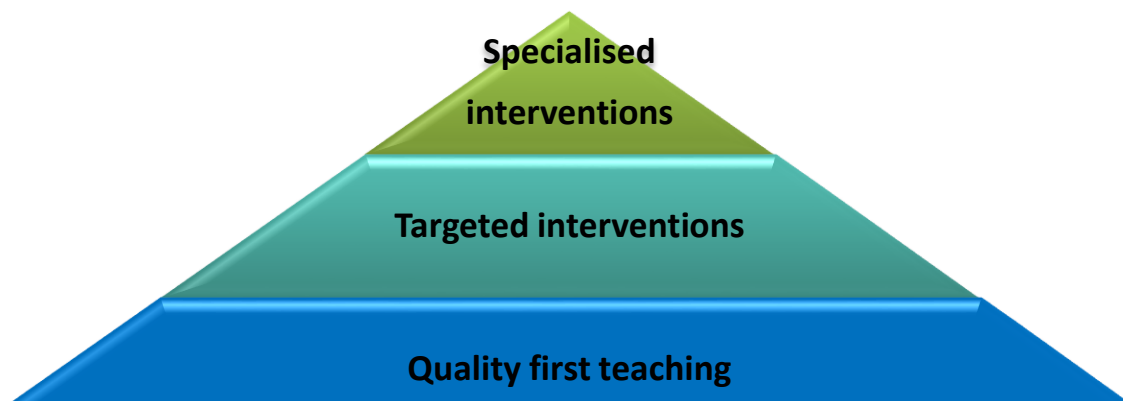 Specialised
interventions
Targeted interventions
Quality first teaching